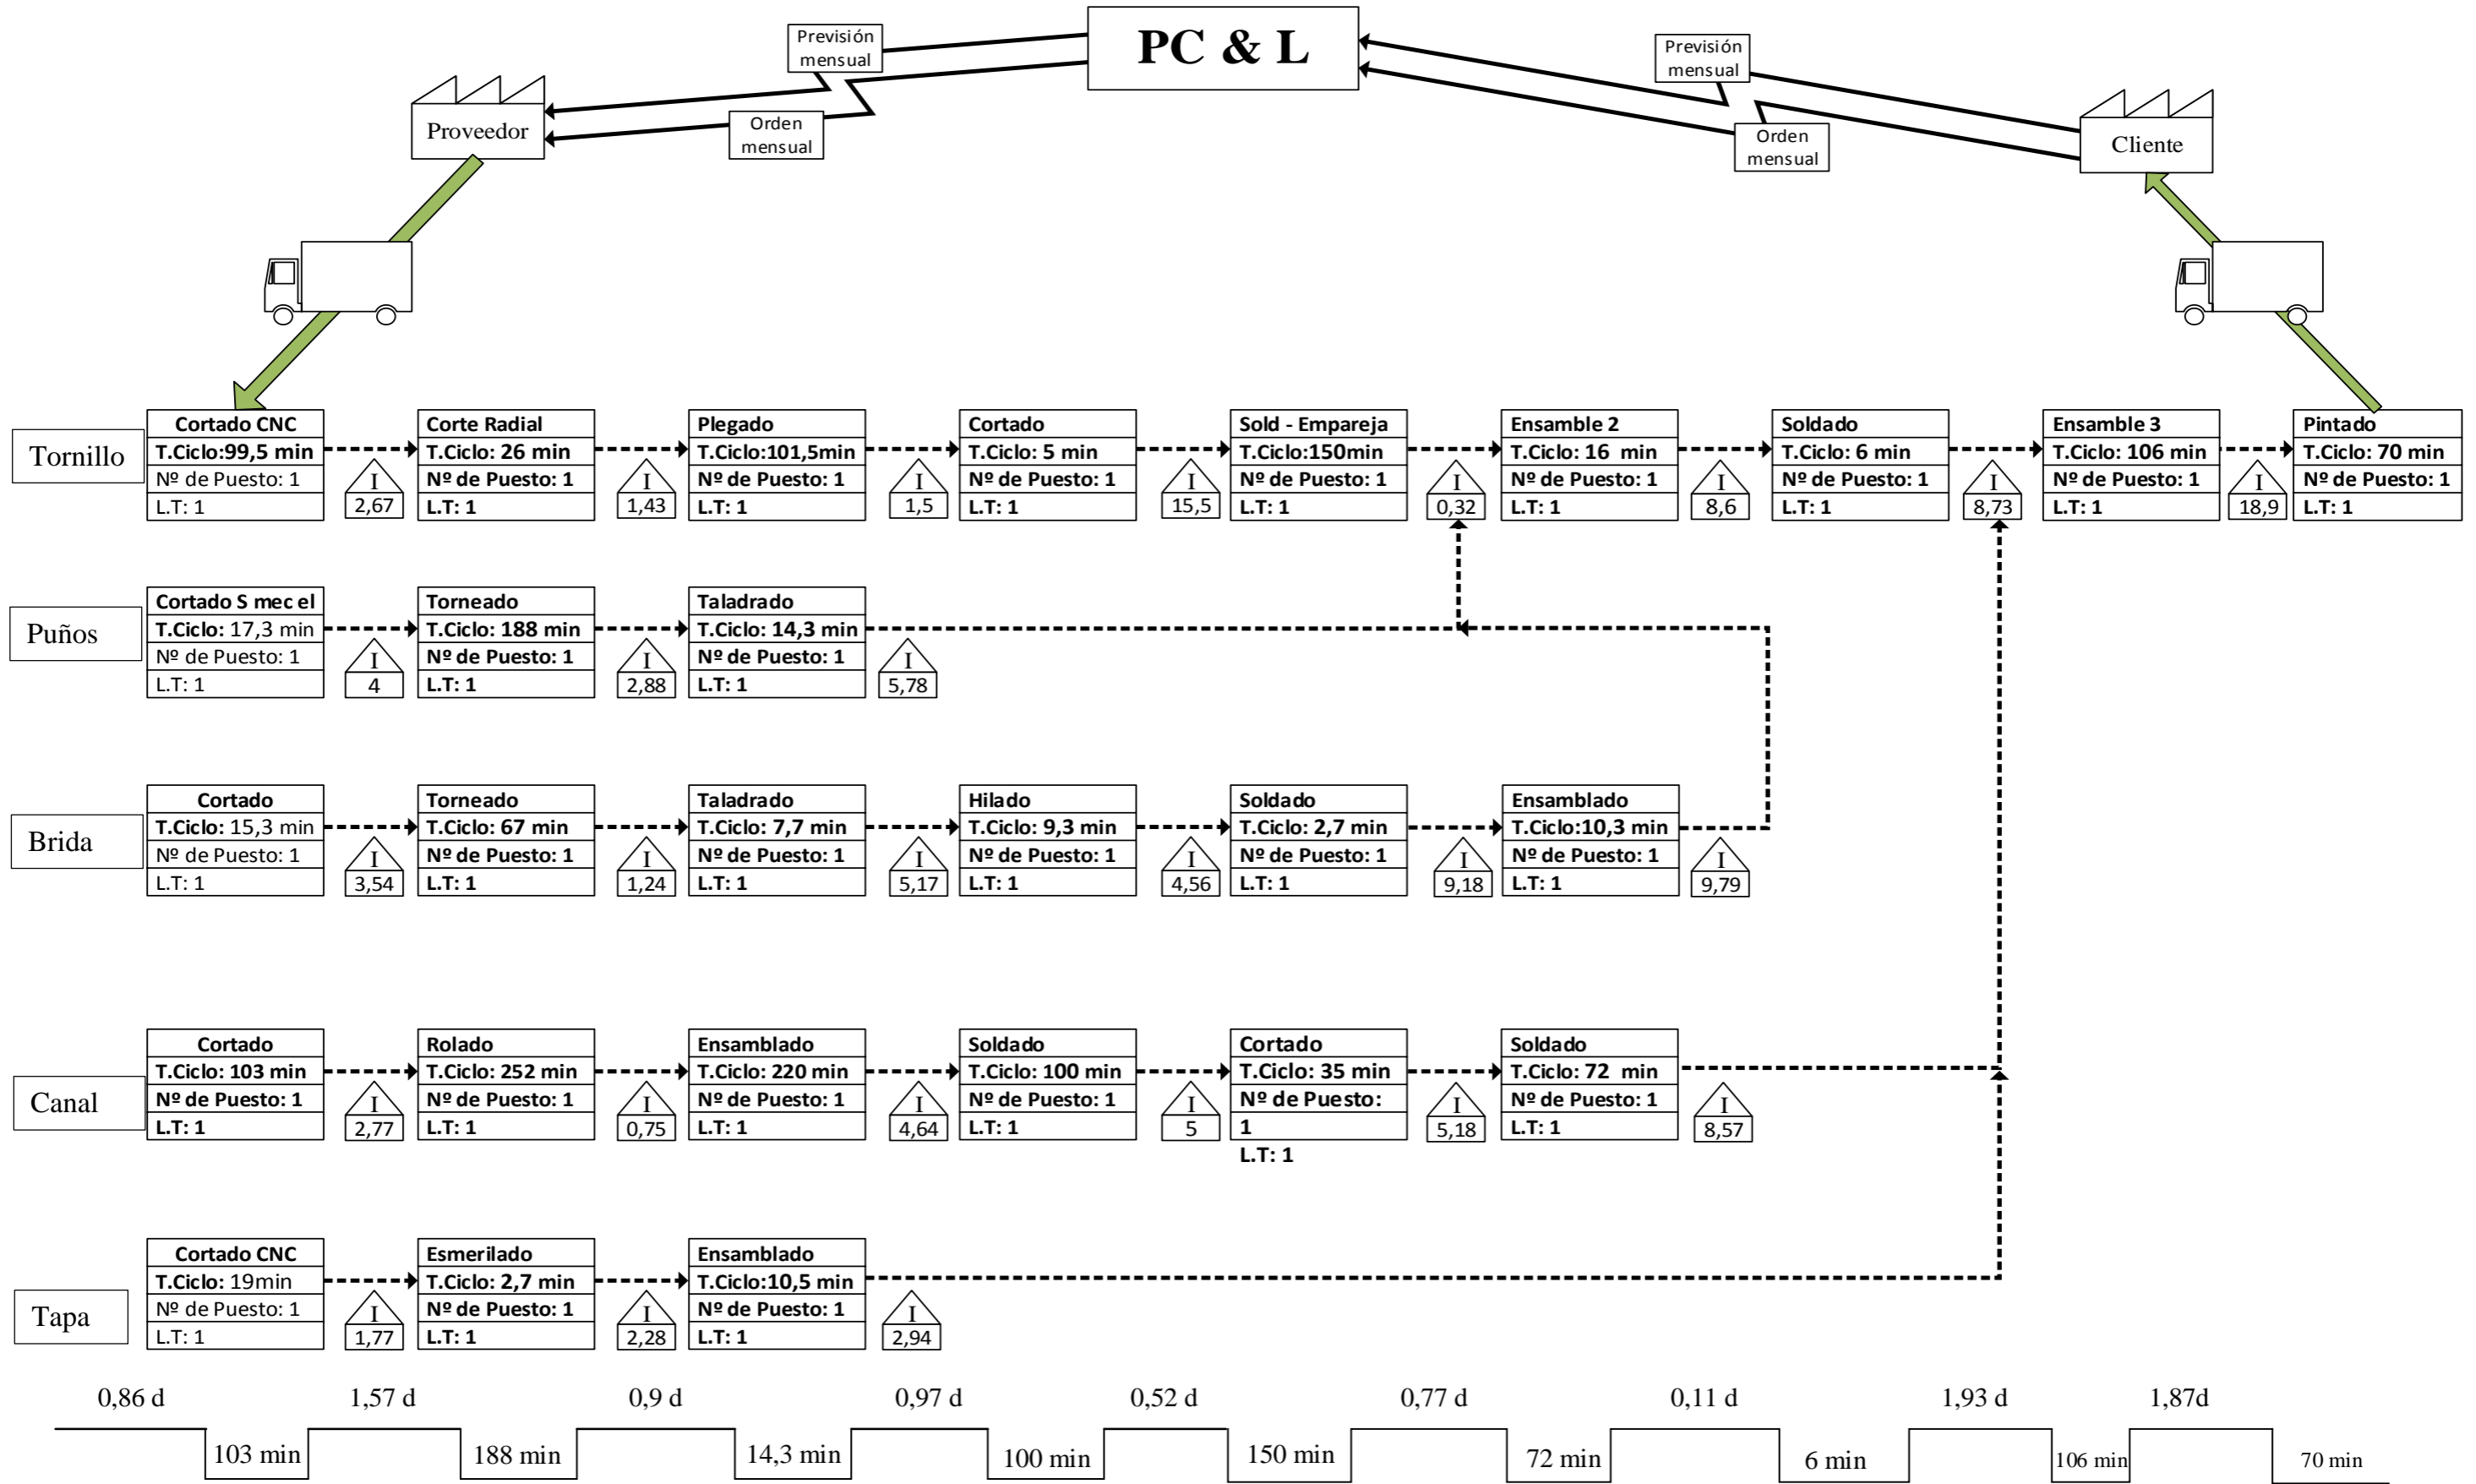 PC & L
Previsión
mensual
Orden
mensual
Previsión
mensual
Orden
mensual
Proveedor
Cliente
Tornillo
Cortado CNC
T.Ciclo:99,5 min
Nº de Puesto: 1
L.T: 1
I
2,67
Corte Radial
T.Ciclo: 26 min
Nº de Puesto: 1
L.T: 1
I
1,43
Plegado
T.Ciclo:101,5min
Nº de Puesto: 1
L.T: 1
I
1,5
Cortado
T.Ciclo: 5 min
Nº de Puesto: 1
L.T: 1
I
15,5
Sold - Empareja
T.Ciclo:150min
Nº de Puesto: 1
L.T: 1
I
0,32
Ensamble 2
T.Ciclo: 16 min
Nº de Puesto: 1
L.T: 1
I
8,6
Soldado
T.Ciclo: 6 min
Nº de Puesto: 1
L.T: 1
I
8,73
Ensamble 3
T.Ciclo: 106 min
Nº de Puesto: 1
L.T: 1
I
18,9
Pintado
T.Ciclo: 70 min
Nº de Puesto: 1
L.T: 1
Puños
Cortado S mec el
T.Ciclo: 17,3 min
Nº de Puesto: 1
L.T: 1
I
4
Torneado
T.Ciclo: 188 min
Nº de Puesto: 1
L.T: 1
I
2,88
Taladrado
T.Ciclo: 14,3 min
Nº de Puesto: 1
L.T: 1
I
5,78
Brida
Cortado
T.Ciclo: 15,3 min
Nº de Puesto: 1
L.T: 1
I
3,54
Torneado
T.Ciclo: 67 min
Nº de Puesto: 1
L.T: 1
I
1,24
Taladrado
T.Ciclo: 7,7 min
Nº de Puesto: 1
L.T: 1
I
5,17
Hilado
T.Ciclo: 9,3 min
Nº de Puesto: 1
L.T: 1
I
4,56
Soldado
T.Ciclo: 2,7 min
Nº de Puesto: 1
L.T: 1
I
9,18
Ensamblado
T.Ciclo:10,3 min
Nº de Puesto: 1
L.T: 1
I
9,79
Canal
Cortado
T.Ciclo: 103 min
Nº de Puesto: 1
L.T: 1
I
2,77
Rolado
T.Ciclo: 252 min
Nº de Puesto: 1
L.T: 1
I
0,75
Ensamblado
T.Ciclo: 220 min
Nº de Puesto: 1
L.T: 1
I
4,64
Soldado
T.Ciclo: 100 min
Nº de Puesto: 1
L.T: 1
I
5
Cortado
T.Ciclo: 35 min
Nº de Puesto:
1
L.T: 1
I
5,18
Soldado
T.Ciclo: 72 min
Nº de Puesto: 1
L.T: 1
I
8,57
Tapa
Cortado CNC
T.Ciclo: 19min
Nº de Puesto: 1
L.T: 1
I
1,77
Esmerilado
T.Ciclo: 2,7 min
Nº de Puesto: 1
L.T: 1
I
2,28
Ensamblado
T.Ciclo:10,5 min
Nº de Puesto: 1
L.T: 1
I
2,94
0,86 d
1,57 d
0,9 d
0,97 d
0,52 d
0,77 d
0,11 d
1,93 d
1,87d
103 min
188 min
14,3 min
100 min
150 min
72 min
6 min
106 min
70 min